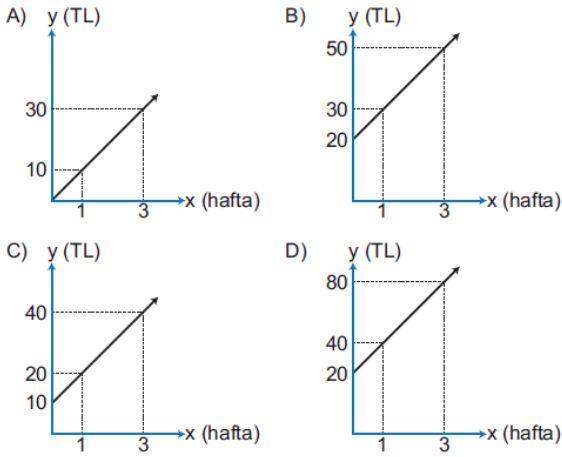 A) y (TL)
30
10
1 3 x (hafta)
B) y (TL)
50
30
20
1 3 x (hafta)
C) y (TL)
40
20
10
1 3 x (hafta)
D) y (TL)
80
40
20
1 3 x (hafta)